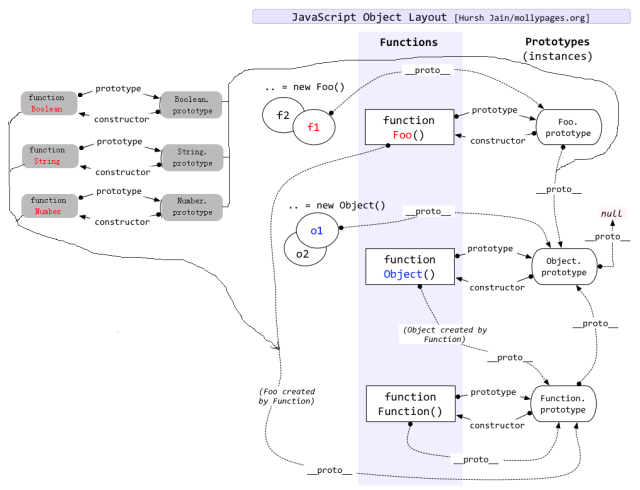 JavaScript Object Layout [Hursh Jain/mollypages.org]
Functions
Prototypes
(instances)
__proto__
.. = new Foo()
f2
f1
function
Foo()
prototype
constructor
Foo.
prototype
__proto__
function
Boolean
prototype
constructor
Boolean.
prototype
function
String
prototype
constructor
String.
prototype
function
Number
prototype
constructor
Number.
prototype
.. = new Object()
o1
o2
__proto__
null
__proto__
function
Object()
prototype
constructor
Object.
prototype
(Object created by
Function)
__proto__
__proto__
(Foo created
by Function)
function
Function()
prototype
constructor
Function.
prototype
__proto__
__proto__